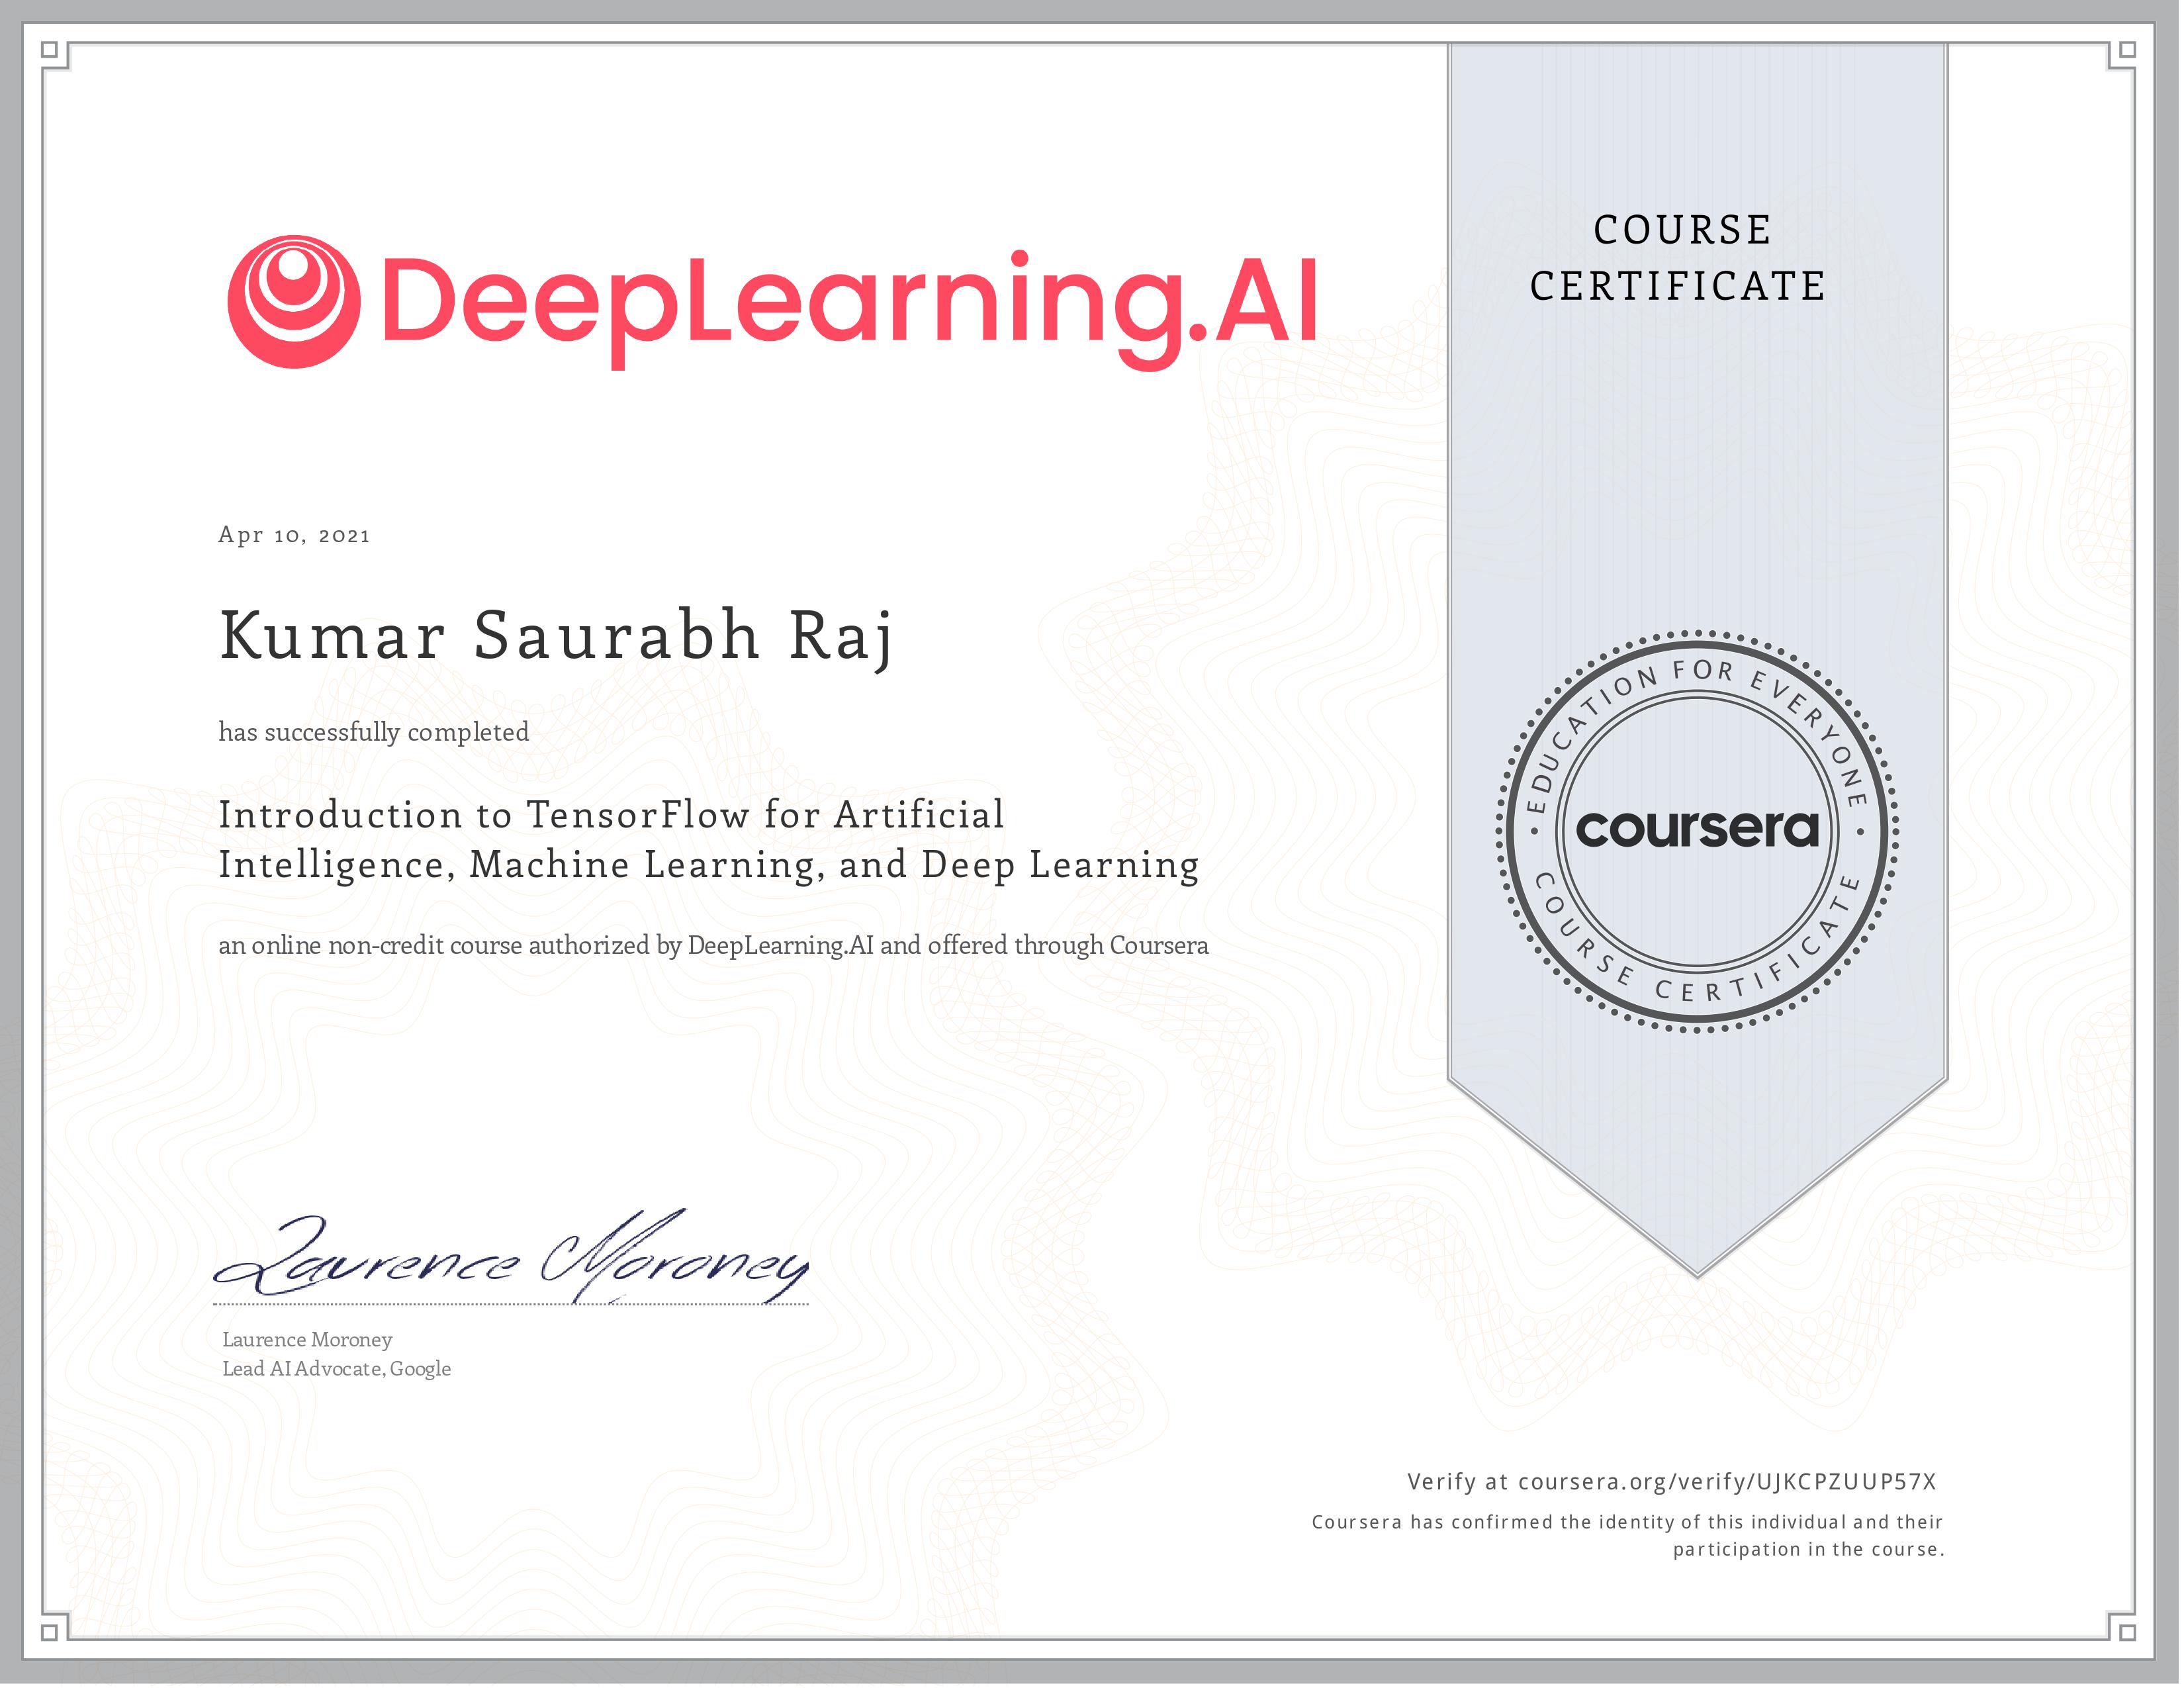 DeepLearning.AI
COURSE
CERTIFICATE
Apr 10, 2021
Kumar Saurabh Raj
has successfully completed
Introduction to TensorFlow for Artificial
Intelligence, Machine Learning, and Deep Learning
an online non-credit course authorized by DeepLearning.AI and offered through Coursera
EDUCATION FOR EVERYONE
coursera
COURSE CERTIFICATE
Laurence Moroney
Laurence Moroney
Lead AI Advocate, Google
Verify at coursera.org/verify/UJKCPZUUP57X
Coursera has confirmed the identity of this individual and their
participation in the course.